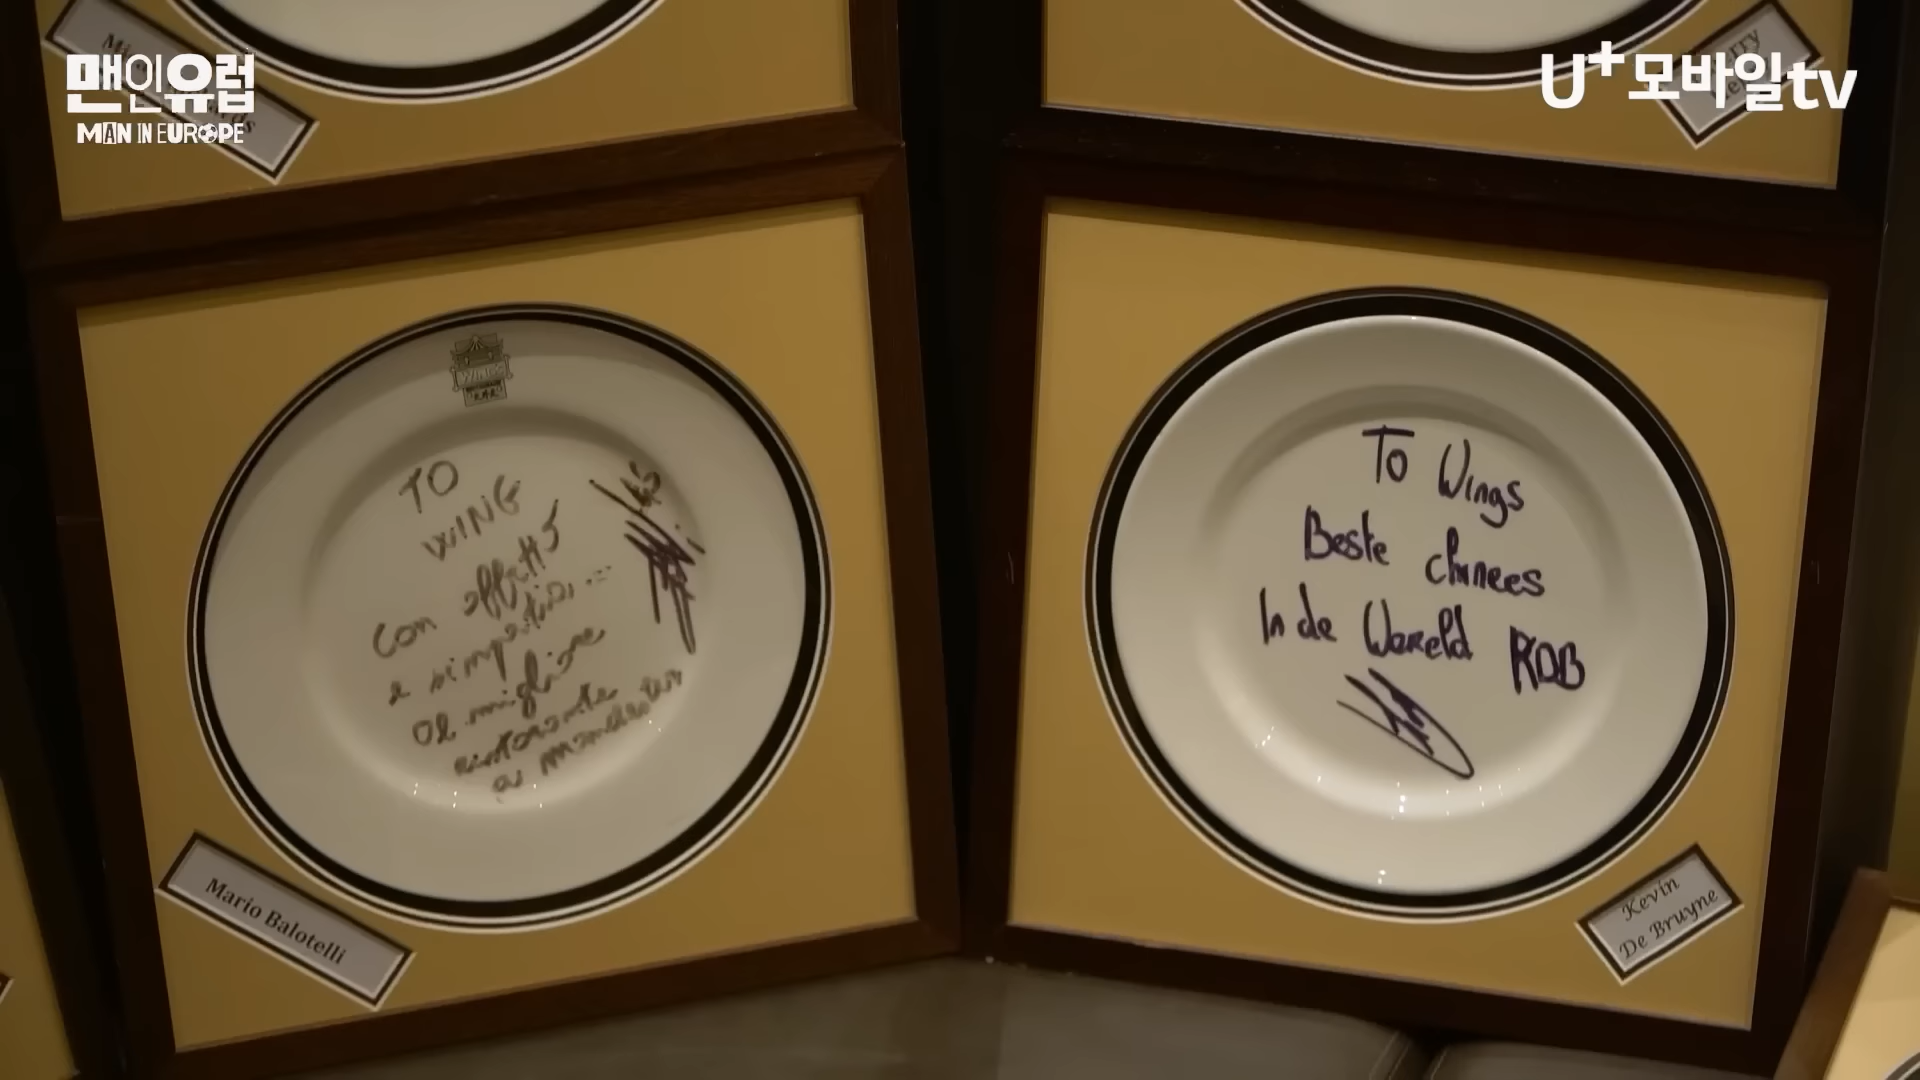 맨인유럽
MAN IN EUROPE
U+모바일tv
WINGS
TO
WING
con affetto
e simpatia...
al migliore
ristorante
a manchester
To Wings
Beste chinees
In de Wereld KDB
Mario Balotelli
Kevin
De Bruyne